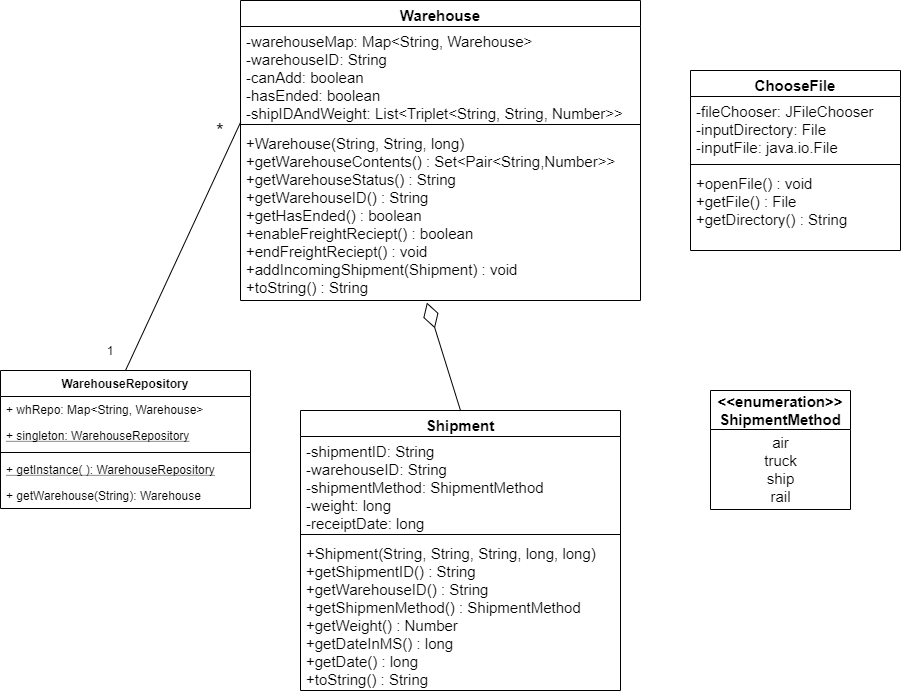 Warehouse
-warehouseMap: Map<String, Warehouse>
-warehouseID: String
-canAdd: boolean
-hasEnded: boolean
-shipIDAndWeight: List<Triplet<String, String, Number>>
+Warehouse(String, String, long)
+getWarehouseContents() : Set<Pair<String,Number>>
+getWarehouseStatus() : String
+getWarehouseID() : String
+getHasEnded() : boolean
+enableFreightReciept() : boolean
+endFreightReciept() : void
+addIncomingShipment(Shipment) : void
+toString() : String
ChooseFile
-fileChooser: JFileChooser
-inputDirectory: File
-inputFile: java.io.File
+openFile() : void
+getFile() : File
+getDirectory() : String
*
1
WarehouseRepository
+ whRepo: Map<String, Warehouse>
+ singleton: WarehouseRepository
+ getInstance( ): WarehouseRepository
+ getWarehouse(String): Warehouse
Shipment
-shipmentID: String
-warehouseID: String
-shipmentMethod: ShipmentMethod
-weight: long
-receiptDate: long
+Shipment(String, String, String, long, long)
+getShipmentID() : String
+getWarehouseID() : String
+getShipmenMethod() : ShipmentMethod
+getWeight() : Number
+getDateInMS() : long
+getDate() : long
+toString() : String
<<enumeration>>
ShipmentMethod
air
truck
ship
rail